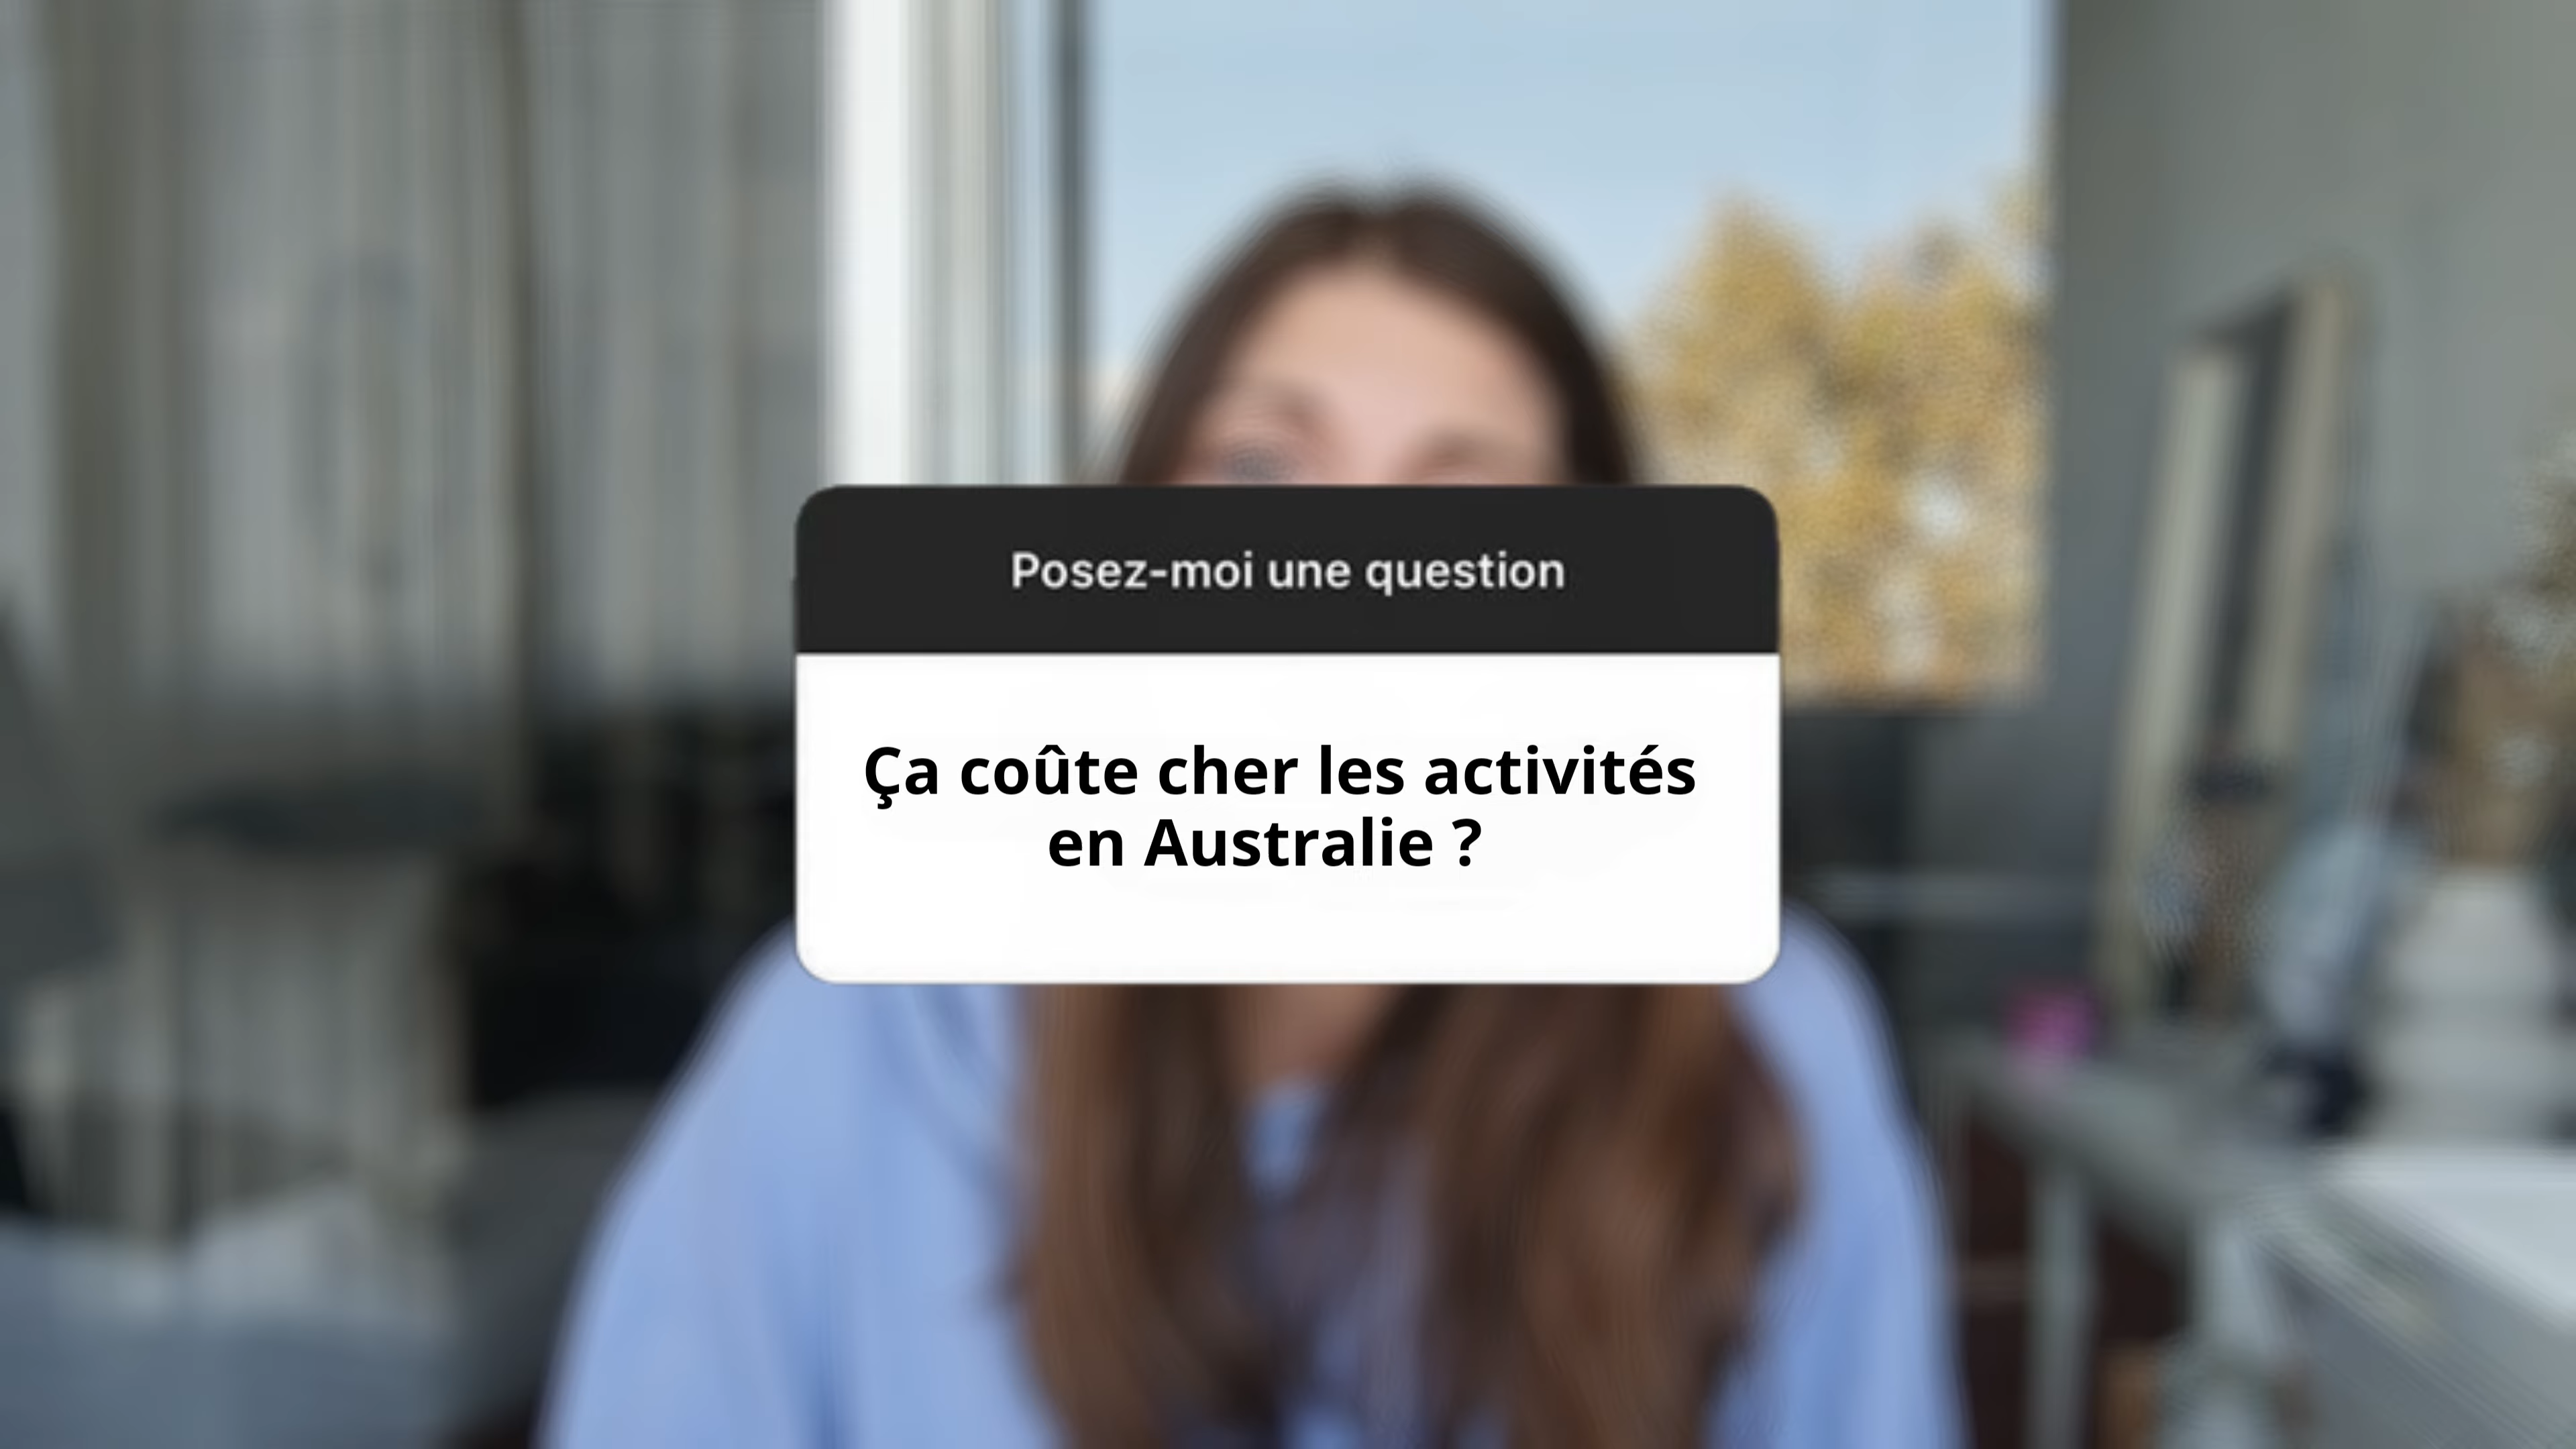 Posez-moi une question
Ça coûte cher les activités
en Australie ?